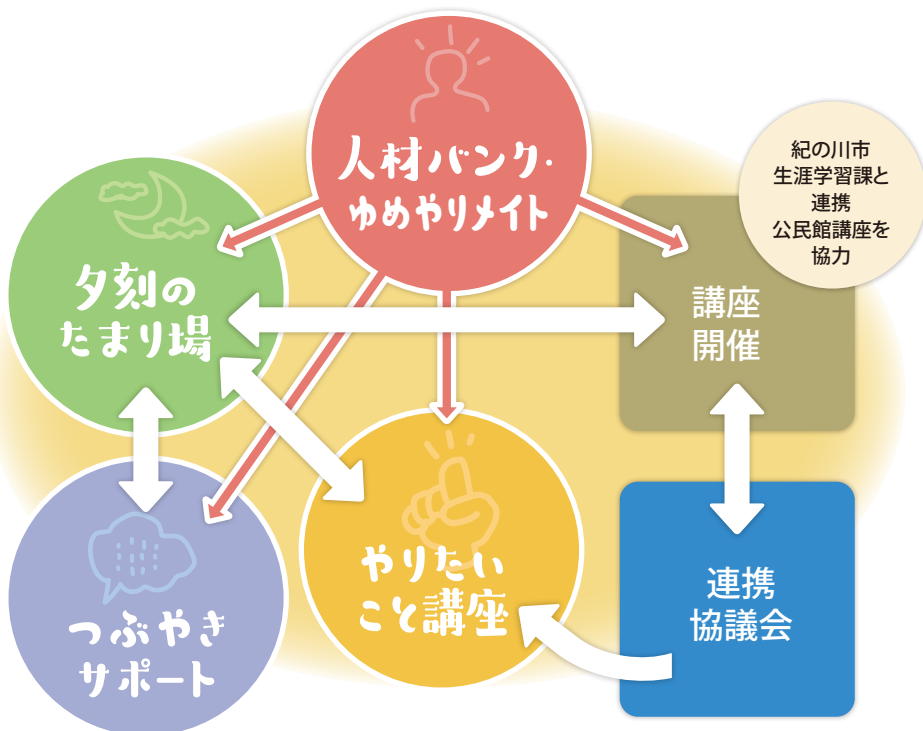 人材バンク・
ゆめやりメイト
紀の川市
生涯学習課と
連携
公民館講座を
協力
夕刻の
たまり場
講座
開催
つぶやき
サポート
やりたい
こと講座
連携
協議会